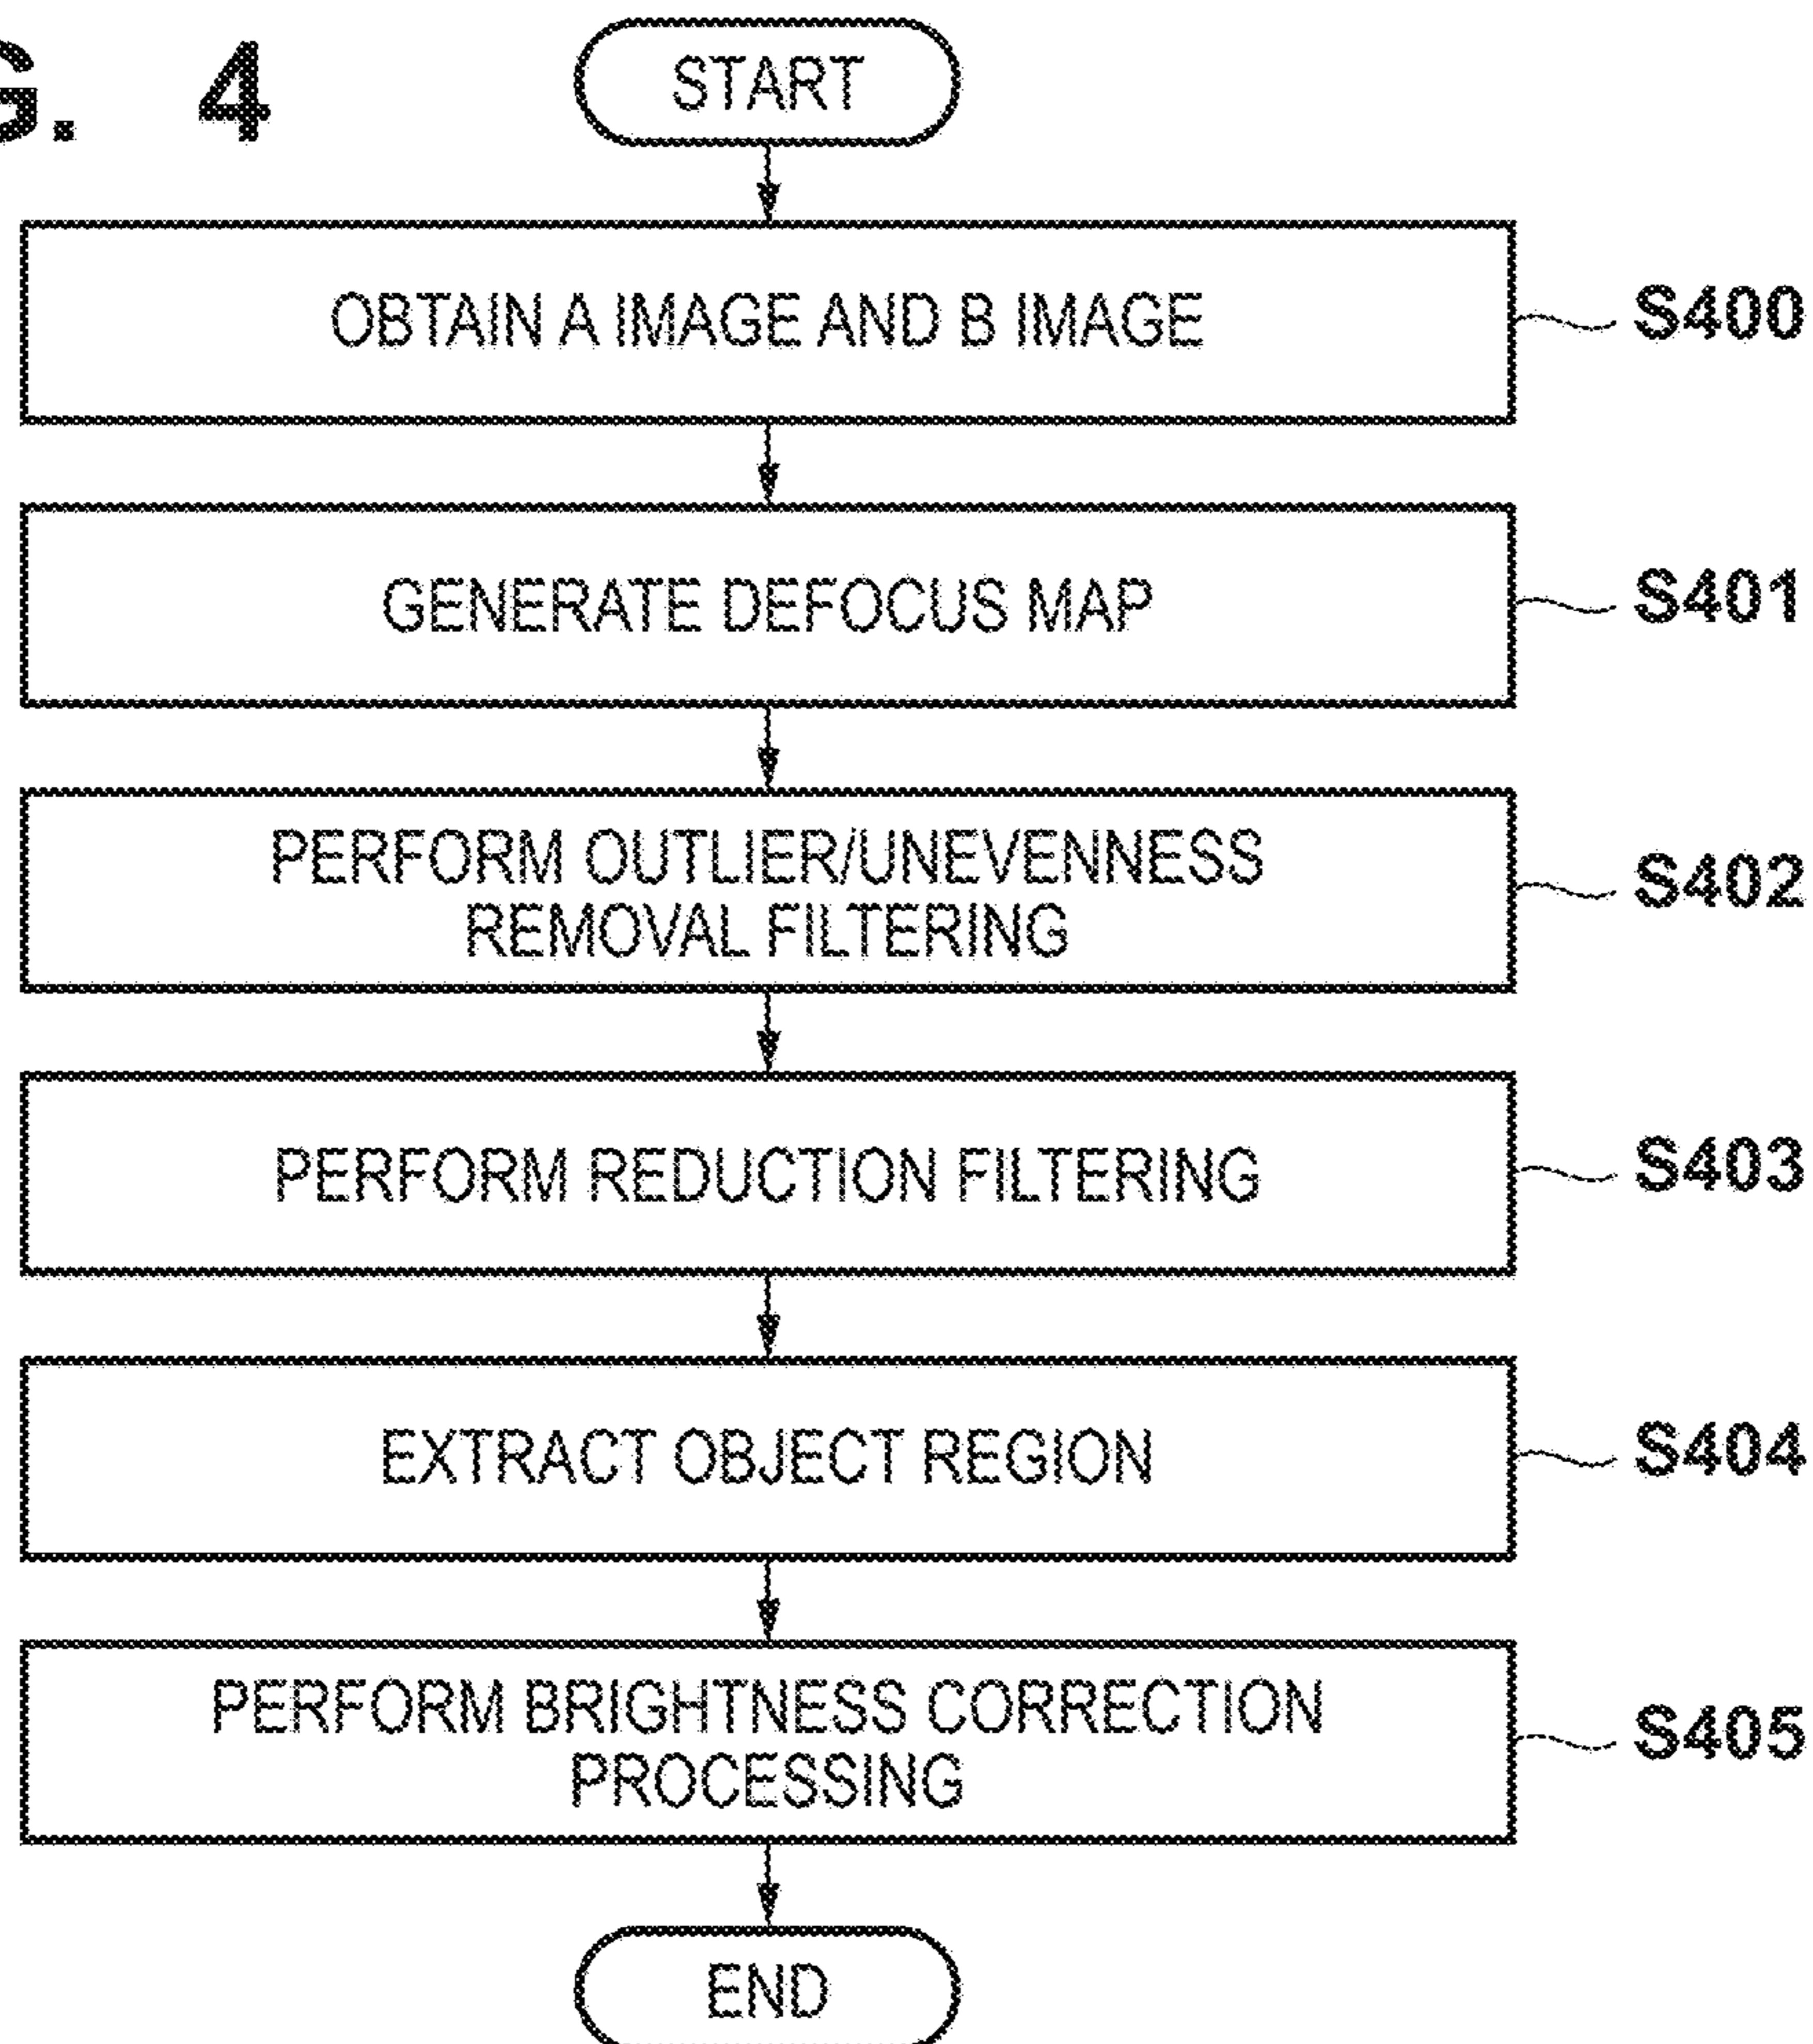 G. 4
START
OBTAIN A IMAGE AND B IMAGE
S400
GENERATE DEFOCUS MAP
S401
PERFORM OUTLIER/UNEVENNESS
REMOVAL FILTERING
S402
PERFORM REDUCTION FILTERING
S403
EXTRACT OBJECT REGION
S404
PERFORM BRIGHTNESS CORRECTION
PROCESSING
S405
END